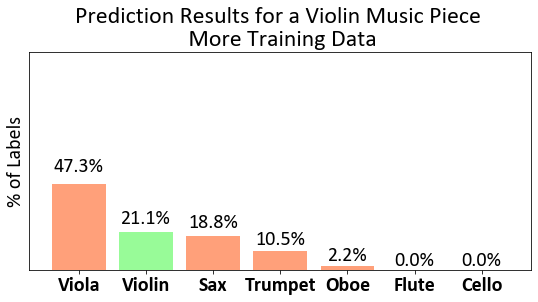 Prediction Results for a Violin Music Piece
More Training Data
% of Labels
47.3%
21.1%
18.8%
10.5%
2.2%
0.0%
0.0%
Viola
Violin
Sax
Trumpet
Oboe
Flute
Cello